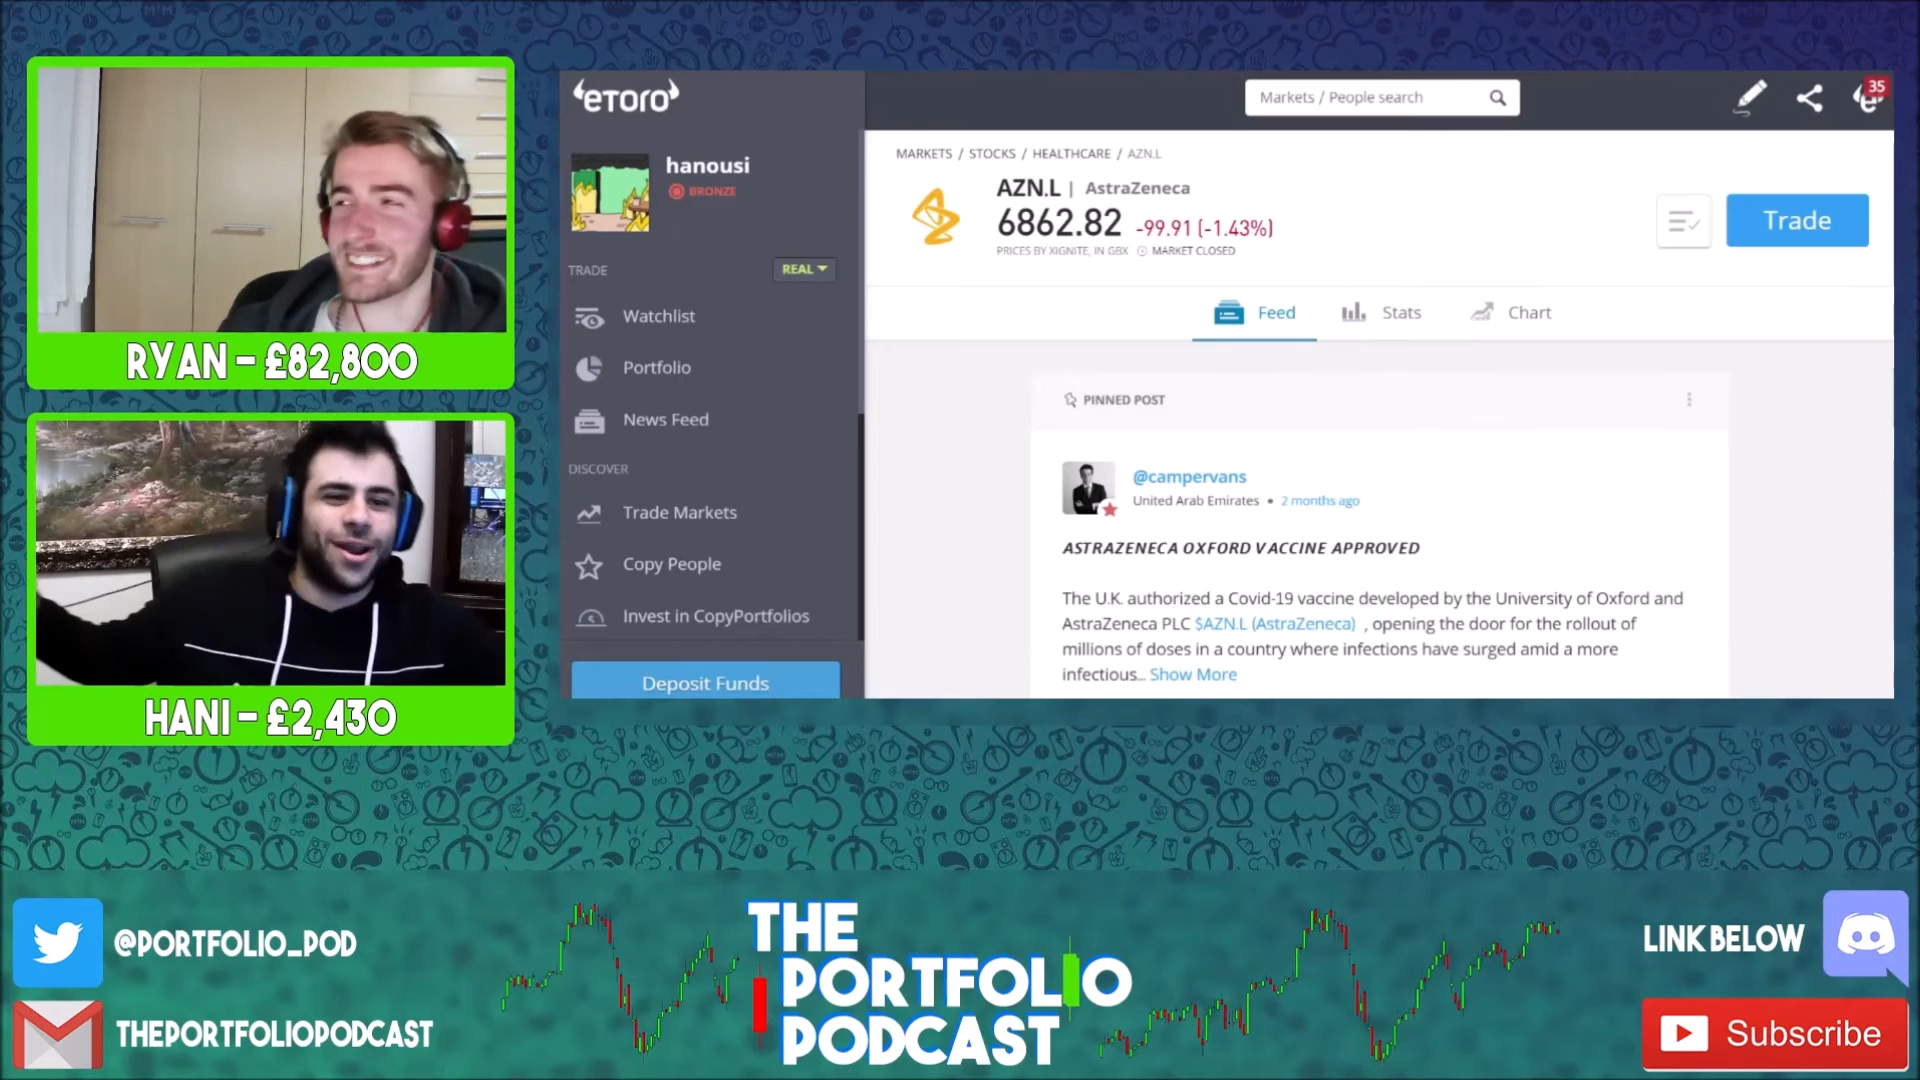 RYAN - £82,800
HANI - £2,430
eTORO
hanousi
BRONZE
TRADE
REAL
Watchlist
Portfolio
News Feed
DISCOVER
Trade Markets
Copy People
Invest in CopyPortfolios
Deposit Funds
Markets / People search
35
MARKETS / STOCKS / HEALTHCARE / AZN.L
AZN.L | AstraZeneca
6862.82 -99.91 (-1.43%)
PRICES BY XIGNITE, IN GBX MARKET CLOSED
Trade
Feed Stats Chart
PINNED POST
@campervans
United Arab Emirates • 2 months ago
ASTRAZENECA OXFORD VACCINE APPROVED
The U.K. authorized a Covid-19 vaccine developed by the University of Oxford and
AstraZeneca PLC $AZN.L (AstraZeneca) , opening the door for the rollout of
millions of doses in a country where infections have surged amid a more
infectious... Show More
@PORTFOLIO_POD
THEPORTFOLIOPODCAST
THE
PORTFOLIO
PODCAST
LINK BELOW
Subscribe